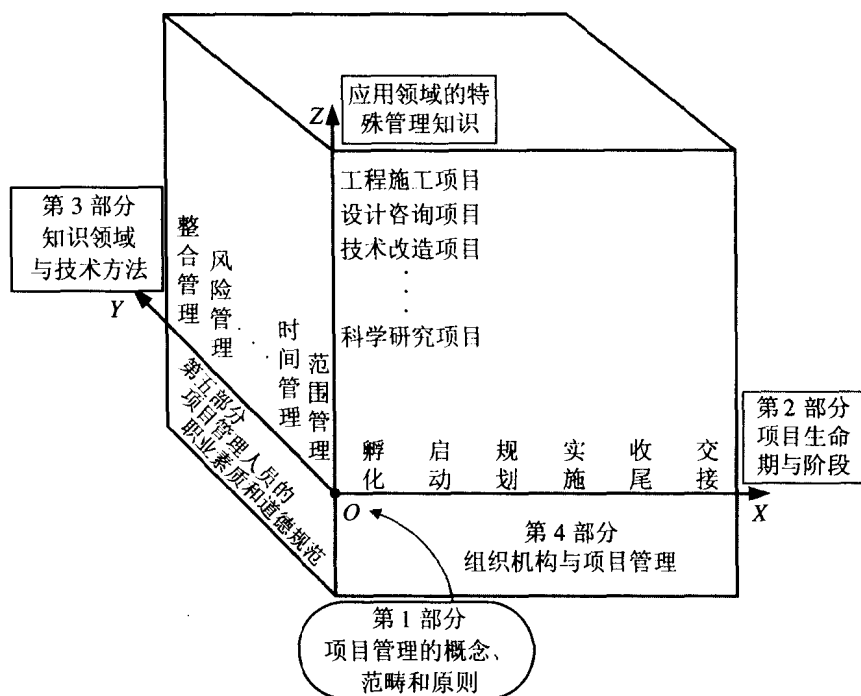 Z
应用领域的特
殊管理知识
工程施工项目
设计咨询项目
技术改造项目
科学研究项目
第3部分
知识领域
与技术方法
Y
整合管理
风险管理
时间管理
范围管理
第五部分
项目管理人员的
职业素质和道德规范
孵化
启动
规划
实施
收尾
交接
第2部分
项目生命
期与阶段
X
O
第4部分
组织机构与项目管理
第1部分
项目管理的概念、
范畴和原则